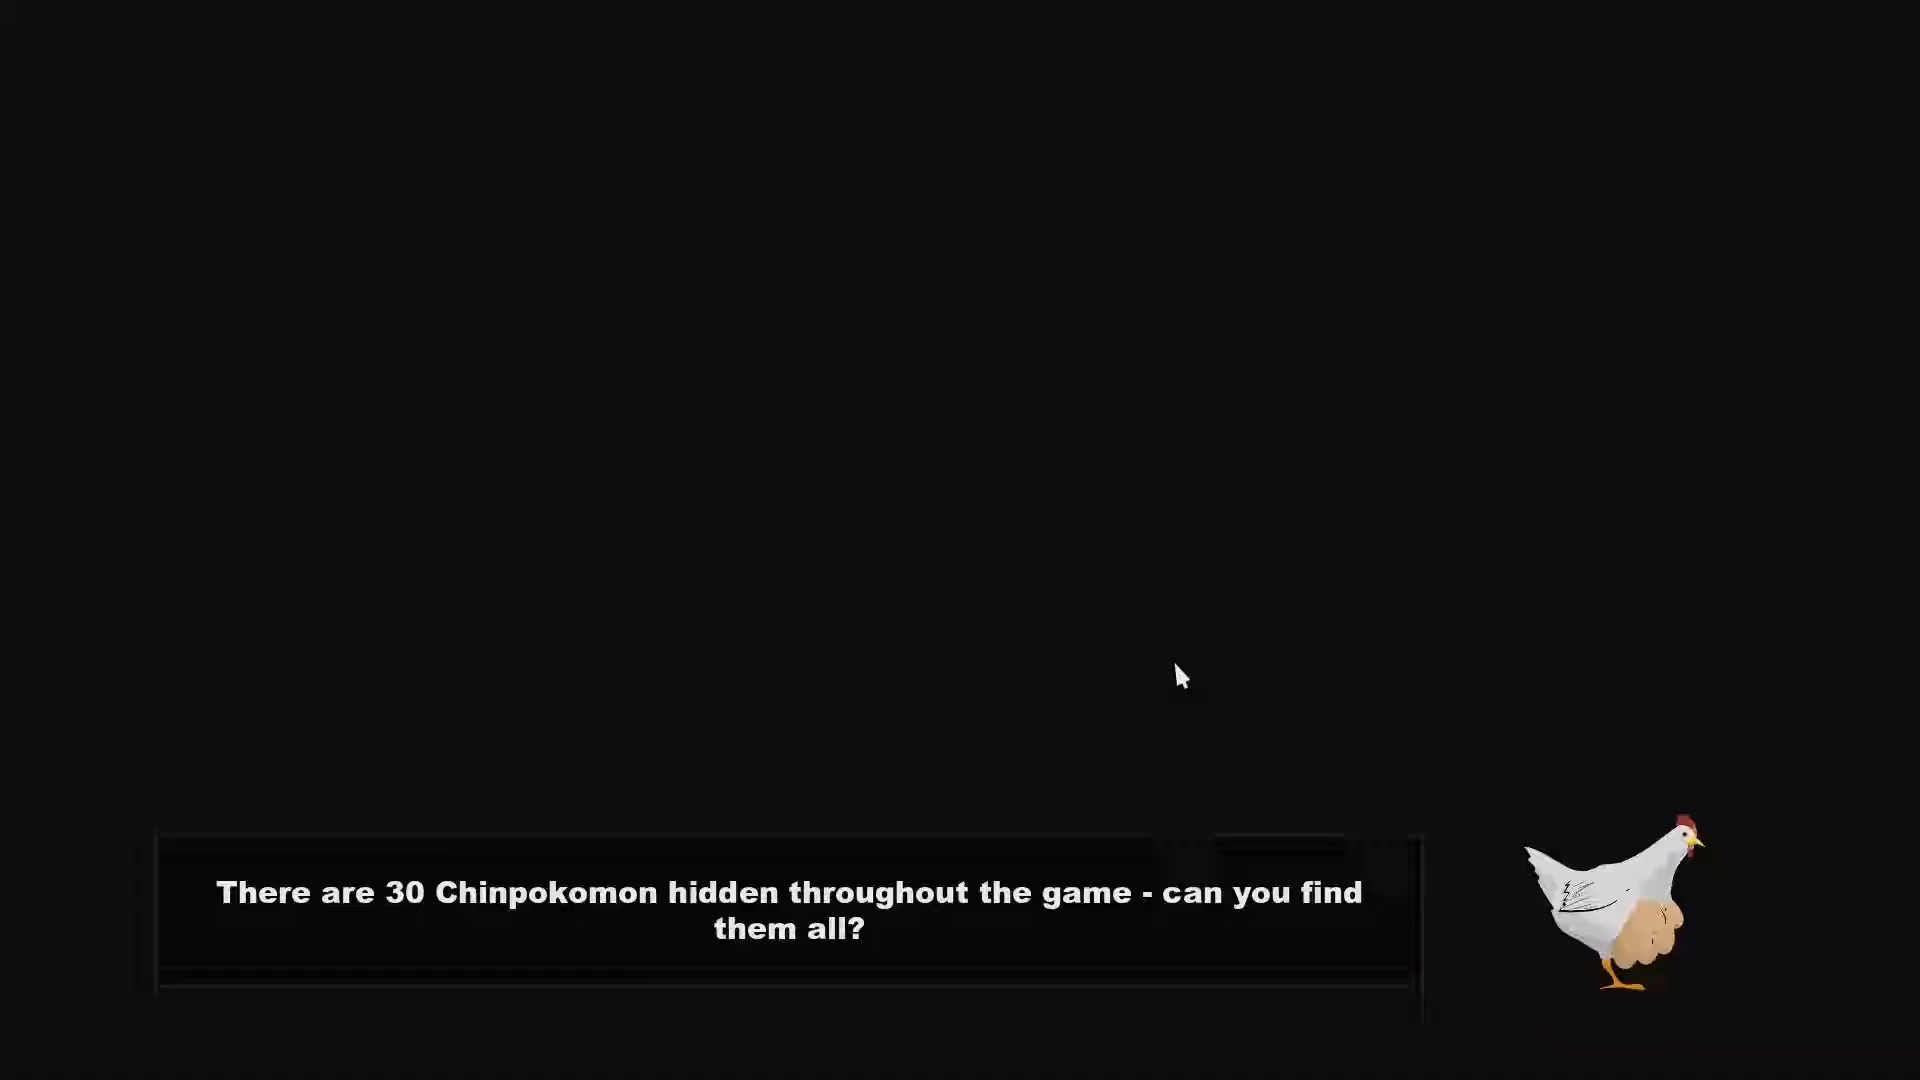 There are 30 Chinpokomon hidden throughout the game - can you find
them all?